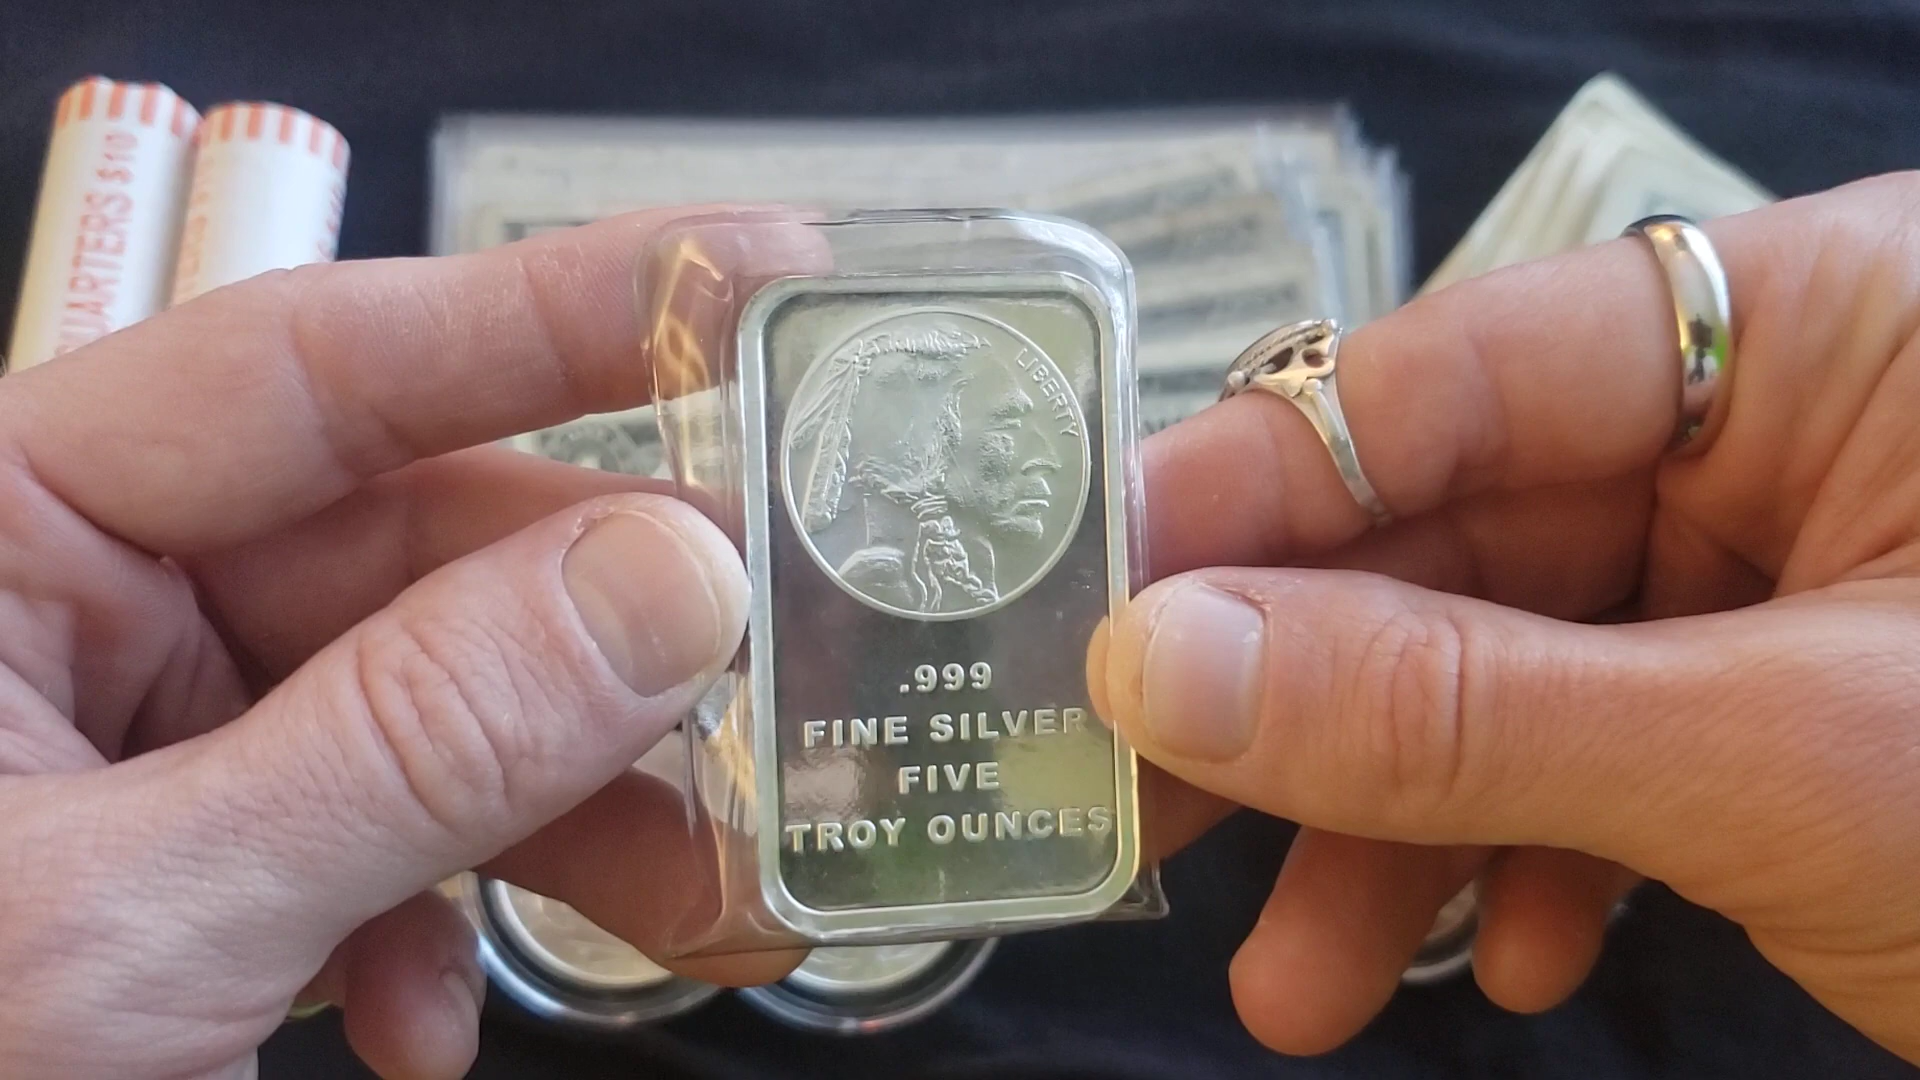 QUARTERS $10
LIBERTY
.999
FINE SILVER
FIVE
TROY OUNCES